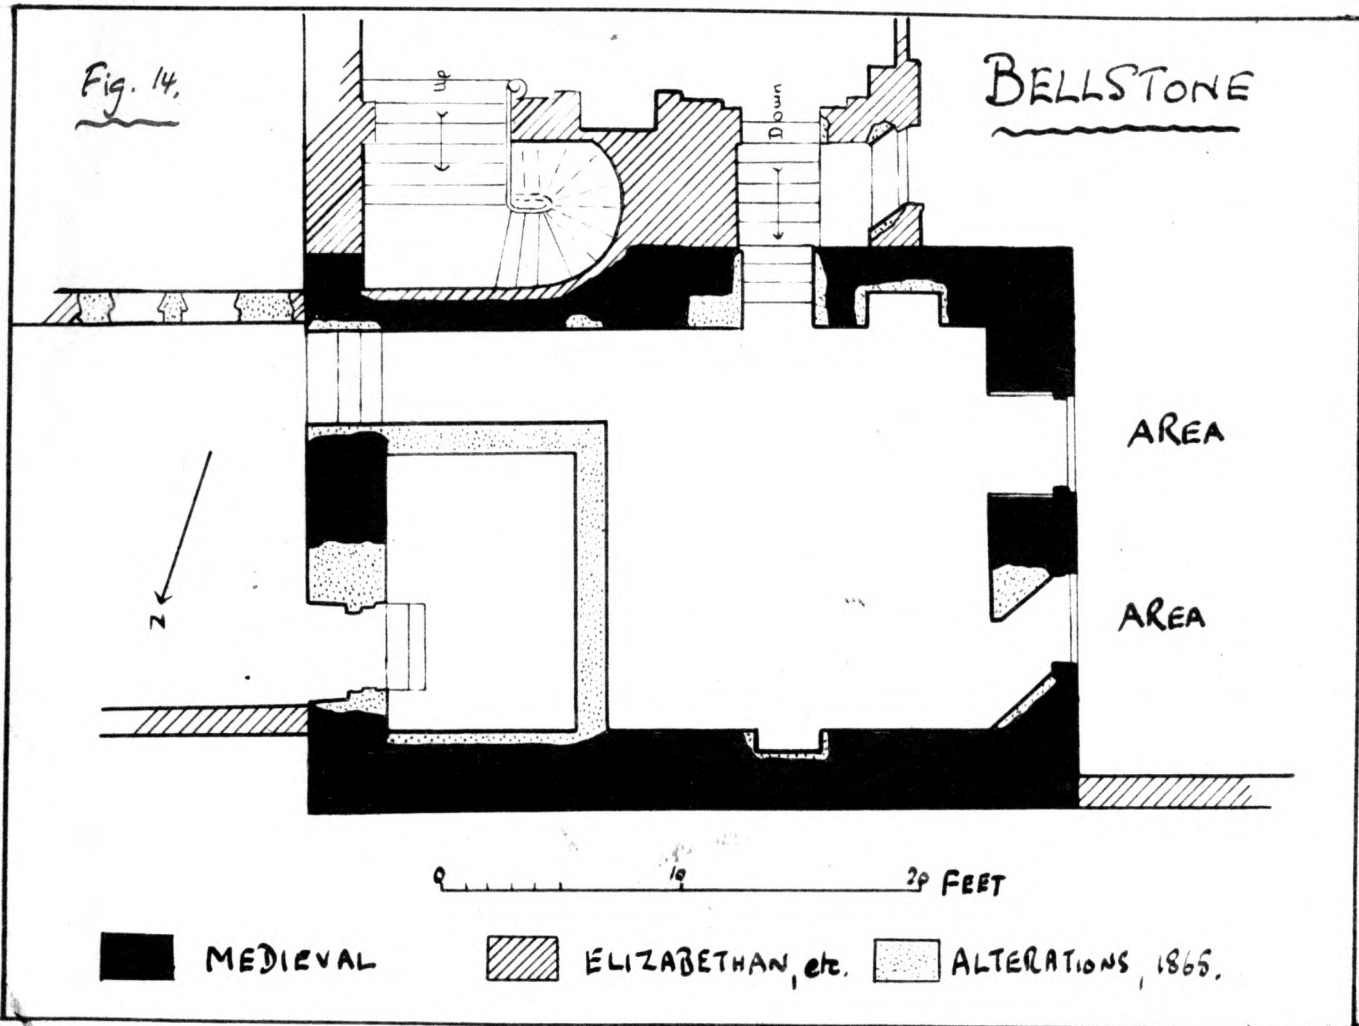 Fig. 14.
BELLSTONE
Up
Down
AREA
AREA
N
0 10 20 FEET
MEDIEVAL
ELIZABETHAN, etc.
ALTERATIONS, 1865.